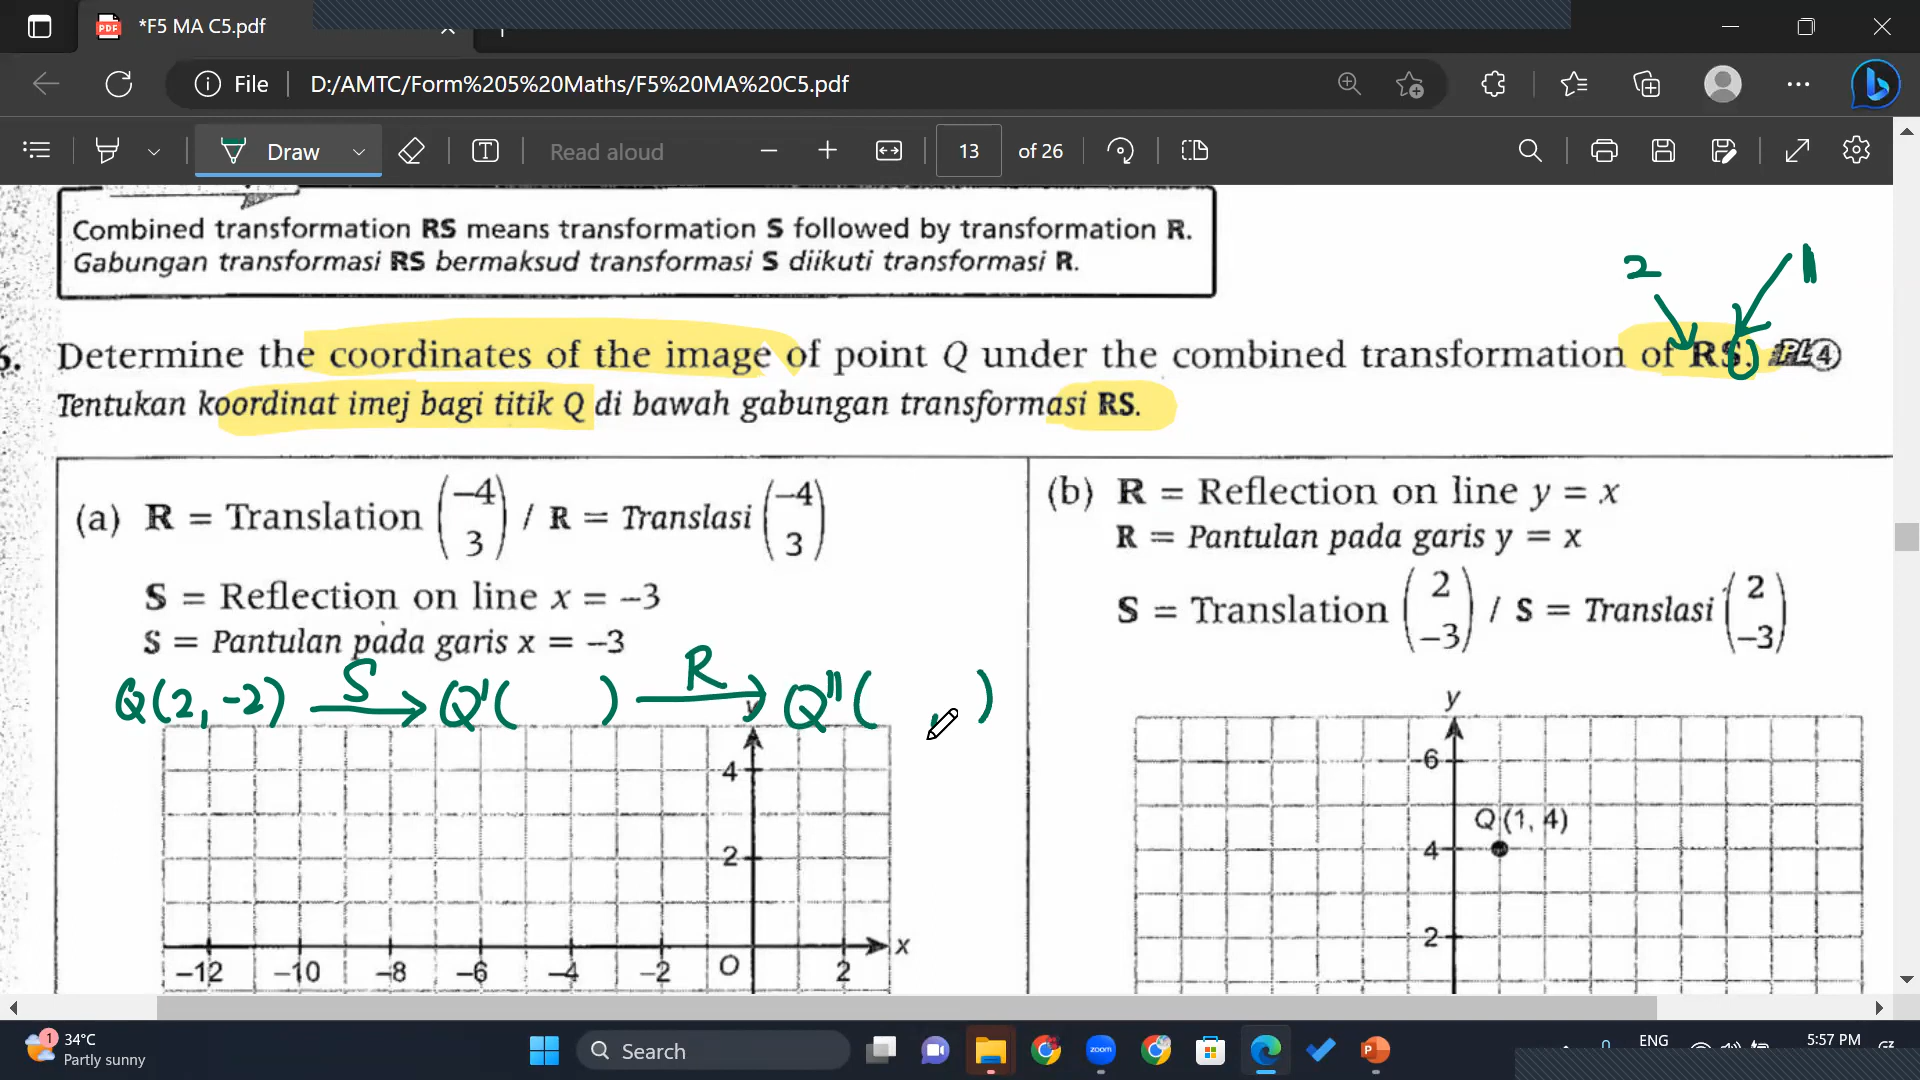 *F5 MA C5.pdf
File
D:/AMTC/Form%205%20Maths/F5%20MA%20C5.pdf
Draw
Read aloud
13 of 26
Combined transformation RS means transformation S followed by transformation R.
Gabungan transformasi RS bermaksud transformasi S diikuti transformasi R.
2 1
Determine the coordinates of the image of point Q under the combined transformation of RS. PL 4
Tentukan koordinat imej bagi titik Q di bawah gabungan transformasi RS.
(a) R = Translation (−4 3) / R = Translasi (−4 3)
S = Reflection on line x = −3
S = Pantulan pada garis x = −3
Q(2, -2) S→ Q'( ) R→ Q''( , )
y
4
2
x
−12 −10 −8 −6 −4 −2 O 2
(b) R = Reflection on line y = x
R = Pantulan pada garis y = x
S = Translation (2 −3) / S = Translasi (2 −3)
y
6
Q (1, 4)
4
2
1
34°C
Partly sunny
Search
zoom
ENG
5:57 PM